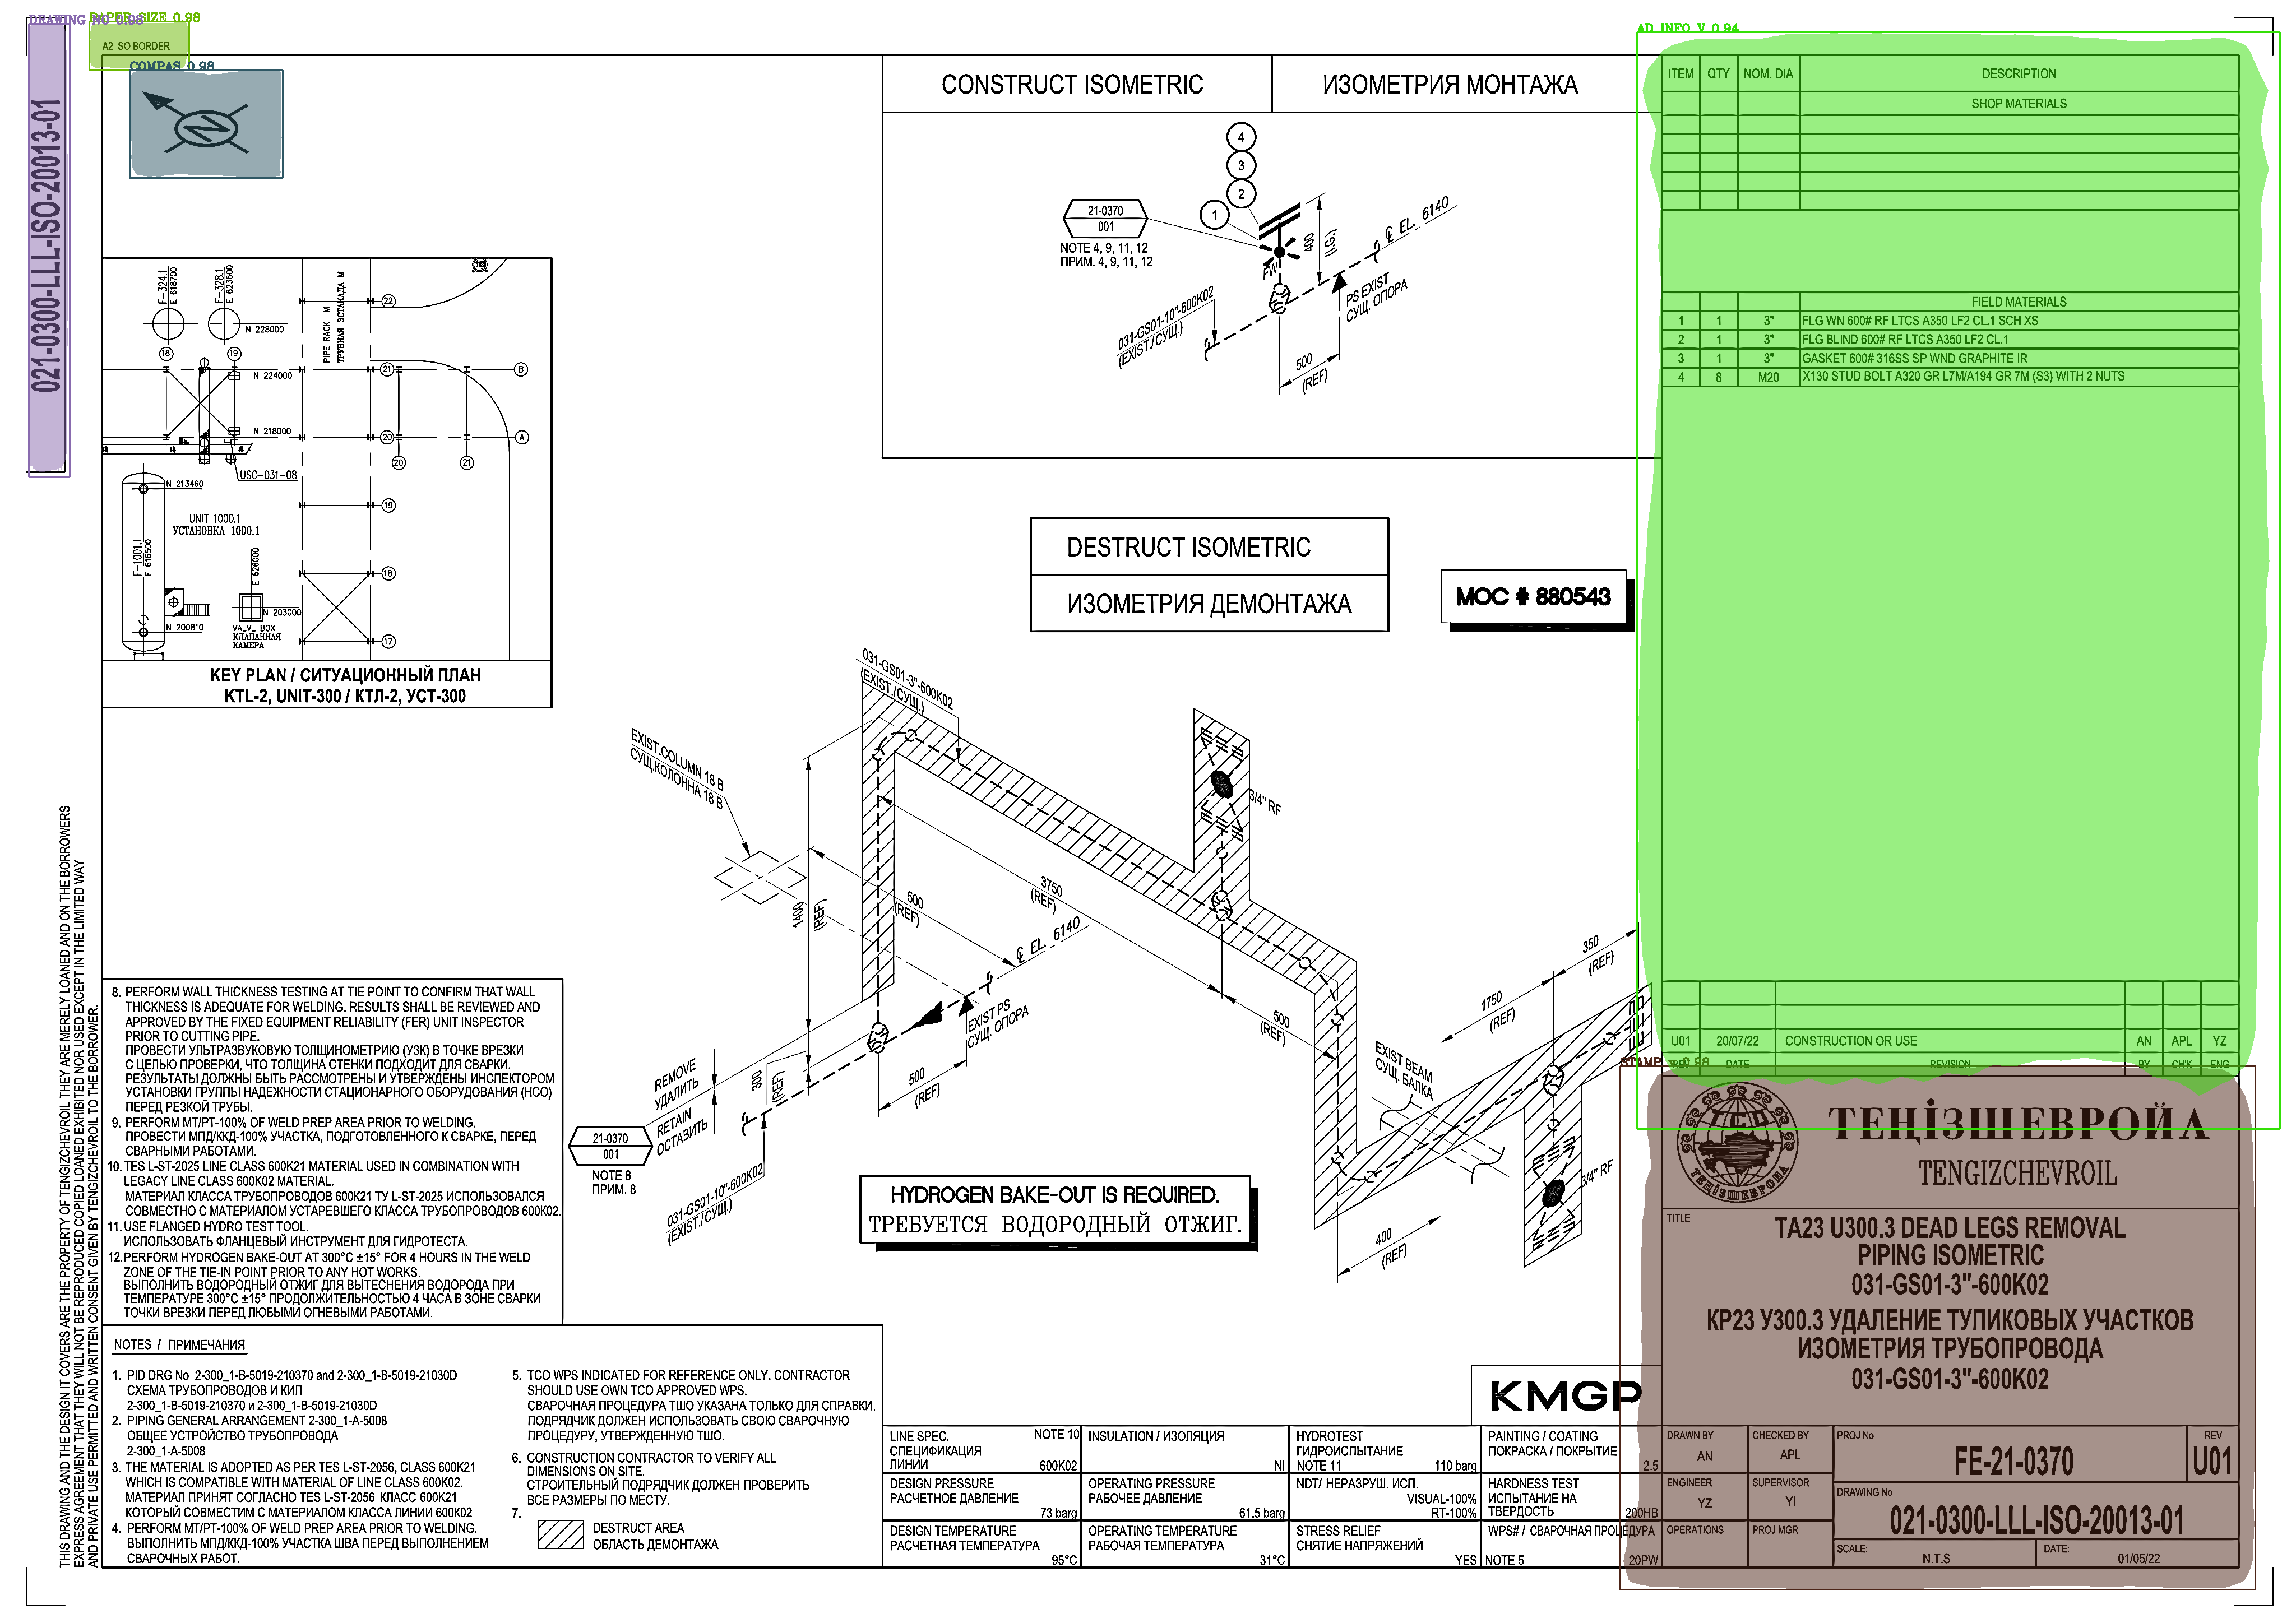 DRAWING NO 0.98
PAPER_SIZE 0.98
A2 ISO BORDER
COMPAS 0.98
N
021-0300-LLL-ISO-20013-01
AD_INFO_V 0.94
CONSTRUCT ISOMETRIC
ИЗОМЕТРИЯ МОНТАЖА
4
3
2
1
21-0370
001
NOTE 4, 9, 11, 12
ПРИМ. 4, 9, 11, 12
FW
400
(I.S.)
EL. 6140
PS EXIST
СУЩ. ОПОРА
031-GS01-10"-600K02
(EXIST./СУЩ.)
500
(REF)
ITEM QTY NOM. DIA DESCRIPTION
SHOP MATERIALS
FIELD MATERIALS
1 1 3" FLG WN 600# RF LTCS A350 LF2 CL.1 SCH XS
2 1 3" FLG BLIND 600# RF LTCS A350 LF2 CL.1
3 1 3" GASKET 600# 316SS SP WND GRAPHITE IR
4 8 M20 X130 STUD BOLT A320 GR L7M/A194 GR 7M (S3) WITH 2 NUTS
F-324.1
E 618700
F-328.1
E 623600
N 228000
PIPE RACK M
ТРУБНАЯ ЭСТАКАДА М
22
18
19
N 224000
21
B
N 218000
20
A
20
21
USC-031-08
N 213460
19
UNIT 1000.1
УСТАНОВКА 1000.1
F-1001.1
E 616500
E 626000
18
N 203000
N 200810
VALVE BOX
КЛАПАННАЯ
КАМЕРА
17
KEY PLAN / СИТУАЦИОННЫЙ ПЛАН
KTL-2, UNIT-300 / КТЛ-2, УСТ-300
DESTRUCT ISOMETRIC
ИЗОМЕТРИЯ ДЕМОНТАЖА
MOC # 880543
031-GS01-3"-600K02
(EXIST./СУЩ.)
EXIST.COLUMN 18 B
СУЩ.КОЛОННА 18 В
3/4" RF
1400
(REF)
500
(REF)
3750
(REF)
EL. 6140
EXIST PS
СУЩ. ОПОРА
500
(REF)
350
(REF)
1750
(REF)
EXIST BEAM
СУЩ. БАЛКА
REMOVE
УДАЛИТЬ
RETAIN
ОСТАВИТЬ
300
(REF)
500
(REF)
21-0370
001
NOTE 8
ПРИМ. 8
031-GS01-10"-600K02
(EXIST./СУЩ.)
3/4" RF
400
(REF)
HYDROGEN BAKE-OUT IS REQUIRED.
ТРЕБУЕТСЯ ВОДОРОДНЫЙ ОТЖИГ.
THIS DRAWING AND THE DESIGN IT COVERS ARE THE PROPERTY OF TENGIZCHEVROIL THEY ARE MERELY LOANED AND ON THE BORROWERS
EXPRESS AGREEMENT THAT THEY WILL NOT BE REPRODUCED COPIED LOANED EXHIBITED NOR USED EXCEPT IN THE LIMITED WAY
AND PRIVATE USE PERMITTED AND WRITTEN CONSENT GIVEN BY TENGIZCHEVROIL TO THE BORROWER.
8. PERFORM WALL THICKNESS TESTING AT TIE POINT TO CONFIRM THAT WALL
THICKNESS IS ADEQUATE FOR WELDING. RESULTS SHALL BE REVIEWED AND
APPROVED BY THE FIXED EQUIPMENT RELIABILITY (FER) UNIT INSPECTOR
PRIOR TO CUTTING PIPE.
ПРОВЕСТИ УЛЬТРАЗВУКОВУЮ ТОЛЩИНОМЕТРИЮ (УЗК) В ТОЧКЕ ВРЕЗКИ
С ЦЕЛЬЮ ПРОВЕРКИ, ЧТО ТОЛЩИНА СТЕНКИ ПОДХОДИТ ДЛЯ СВАРКИ.
РЕЗУЛЬТАТЫ ДОЛЖНЫ БЫТЬ РАССМОТРЕНЫ И УТВЕРЖДЕНЫ ИНСПЕКТОРОМ
УСТАНОВКИ ГРУППЫ НАДЕЖНОСТИ СТАЦИОНАРНОГО ОБОРУДОВАНИЯ (НСО)
ПЕРЕД РЕЗКОЙ ТРУБЫ.
9. PERFORM MT/PT-100% OF WELD PREP AREA PRIOR TO WELDING.
ПРОВЕСТИ МПД/ККД-100% УЧАСТКА, ПОДГОТОВЛЕННОГО К СВАРКЕ, ПЕРЕД
СВАРНЫМИ РАБОТАМИ.
10. TES L-ST-2025 LINE CLASS 600K21 MATERIAL USED IN COMBINATION WITH
LEGACY LINE CLASS 600K02 MATERIAL.
МАТЕРИАЛ КЛАССА ТРУБОПРОВОДОВ 600K21 ТУ L-ST-2025 ИСПОЛЬЗОВАЛСЯ
СОВМЕСТНО С МАТЕРИАЛОМ УСТАРЕВШЕГО КЛАССА ТРУБОПРОВОДОВ 600K02.
11. USE FLANGED HYDRO TEST TOOL.
ИСПОЛЬЗОВАТЬ ФЛАНЦЕВЫЙ ИНСТРУМЕНТ ДЛЯ ГИДРОТЕСТА.
12. PERFORM HYDROGEN BAKE-OUT AT 300°C ±15° FOR 4 HOURS IN THE WELD
ZONE OF THE TIE-IN POINT PRIOR TO ANY HOT WORKS.
ВЫПОЛНИТЬ ВОДОРОДНЫЙ ОТЖИГ ДЛЯ ВЫТЕСНЕНИЯ ВОДОРОДА ПРИ
ТЕМПЕРАТУРЕ 300°C ±15° ПРОДОЛЖИТЕЛЬНОСТЬЮ 4 ЧАСА В ЗОНЕ СВАРКИ
ТОЧКИ ВРЕЗКИ ПЕРЕД ЛЮБЫМИ ОГНЕВЫМИ РАБОТАМИ.
NOTES / ПРИМЕЧАНИЯ
1. PID DRG No 2-300_1-B-5019-210370 and 2-300_1-B-5019-21030D
СХЕМА ТРУБОПРОВОДОВ И КИП
2-300_1-B-5019-210370 и 2-300_1-B-5019-21030D
2. PIPING GENERAL ARRANGEMENT 2-300_1-A-5008
ОБЩЕЕ УСТРОЙСТВО ТРУБОПРОВОДА
2-300_1-A-5008
3. THE MATERIAL IS ADOPTED AS PER TES L-ST-2056, CLASS 600K21
WHICH IS COMPATIBLE WITH MATERIAL OF LINE CLASS 600K02.
МАТЕРИАЛ ПРИНЯТ СОГЛАСНО TES L-ST-2056 КЛАСС 600K21
КОТОРЫЙ СОВМЕСТИМ С МАТЕРИАЛОМ КЛАССА ЛИНИИ 600K02
4. PERFORM MT/PT-100% OF WELD PREP AREA PRIOR TO WELDING.
ВЫПОЛНИТЬ МПД/ККД-100% УЧАСТКА ШВА ПЕРЕД ВЫПОЛНЕНИЕМ
СВАРОЧНЫХ РАБОТ.
5. TCO WPS INDICATED FOR REFERENCE ONLY. CONTRACTOR
SHOULD USE OWN TCO APPROVED WPS.
СВАРОЧНАЯ ПРОЦЕДУРА ТШО УКАЗАНА ТОЛЬКО ДЛЯ СПРАВКИ.
ПОДРЯДЧИК ДОЛЖЕН ИСПОЛЬЗОВАТЬ СВОЮ СВАРОЧНУЮ
ПРОЦЕДУРУ, УТВЕРЖДЕННУЮ ТШО.
6. CONSTRUCTION CONTRACTOR TO VERIFY ALL
DIMENSIONS ON SITE.
СТРОИТЕЛЬНЫЙ ПОДРЯДЧИК ДОЛЖЕН ПРОВЕРИТЬ
ВСЕ РАЗМЕРЫ ПО МЕСТУ.
7.
DESTRUCT AREA
ОБЛАСТЬ ДЕМОНТАЖА
KMGP
LINE SPEC. NOTE 10
СПЕЦИФИКАЦИЯ
ЛИНИИ 600K02
INSULATION / ИЗОЛЯЦИЯ
NI
HYDROTEST
ГИДРОИСПЫТАНИЕ
NOTE 11 110 barg
PAINTING / COATING
ПОКРАСКА / ПОКРЫТИЕ
2.5
DESIGN PRESSURE
РАСЧЕТНОЕ ДАВЛЕНИЕ
73 barg
OPERATING PRESSURE
РАБОЧЕЕ ДАВЛЕНИЕ
61.5 barg
NDT/ НЕРАЗРУШ. ИСП.
VISUAL-100%
RT-100%
HARDNESS TEST
ИСПЫТАНИЕ НА
ТВЕРДОСТЬ 200HB
DESIGN TEMPERATURE
РАСЧЕТНАЯ ТЕМПЕРАТУРА
95°C
OPERATING TEMPERATURE
РАБОЧАЯ ТЕМПЕРАТУРА
31°C
STRESS RELIEF
СНЯТИЕ НАПРЯЖЕНИЙ
YES
WPS# / СВАРОЧНАЯ ПРОЦЕДУРА
NOTE 5 20PW
U01 20/07/22 CONSTRUCTION OR USE AN APL YZ
REV DATE REVISION BY CH'K ENG
ТСО
ТЕҢІЗШЕВРОЙЛ
ТЕҢІЗШЕВРОЙЛ
TENGIZCHEVROIL
TITLE
TA23 U300.3 DEAD LEGS REMOVAL
PIPING ISOMETRIC
031-GS01-3"-600K02
КР23 У300.3 УДАЛЕНИЕ ТУПИКОВЫХ УЧАСТКОВ
ИЗОМЕТРИЯ ТРУБОПРОВОДА
031-GS01-3"-600K02
DRAWN BY
AN
CHECKED BY
APL
PROJ No
FE-21-0370
REV
U01
ENGINEER
YZ
SUPERVISOR
YI
DRAWING No.
021-0300-LLL-ISO-20013-01
OPERATIONS
PROJ MGR
SCALE:
N.T.S
DATE:
01/05/22